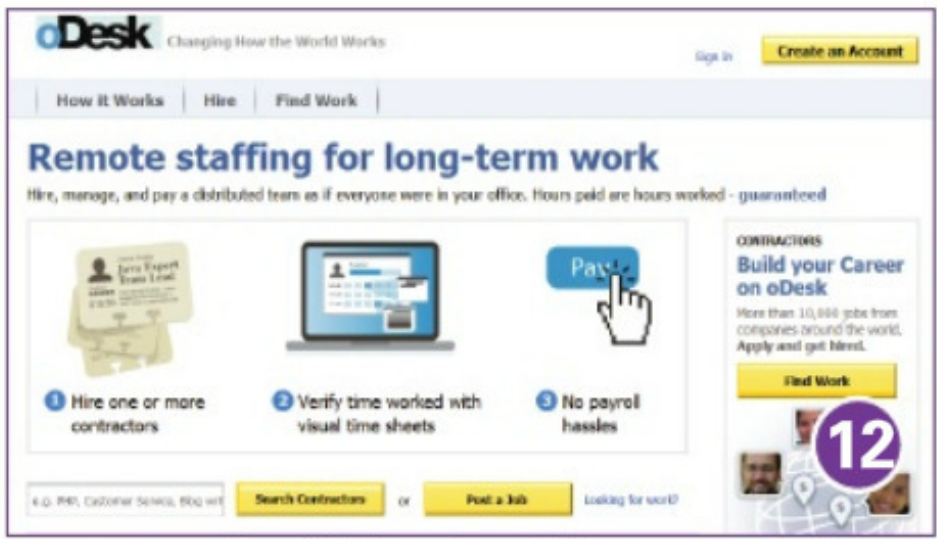 oDesk Changing How the World Works
Sign In
Create an Account
How it Works
Hire
Find Work
Remote staffing for long-term work
Hire, manage, and pay a distributed team as if everyone were in your office. Hours paid are hours worked - guaranteed
Java Expert
Team Lead
Pay
1 Hire one or more
contractors
2 Verify time worked with
visual time sheets
3 No payroll
hassles
CONTRACTORS
Build your Career
on oDesk
More than 10,000 jobs from
companies around the world.
Apply and get hired.
Find Work
12
e.g. PHP, Customer Service, Blog
Search Contractors
or
Post a Job
Looking for work?